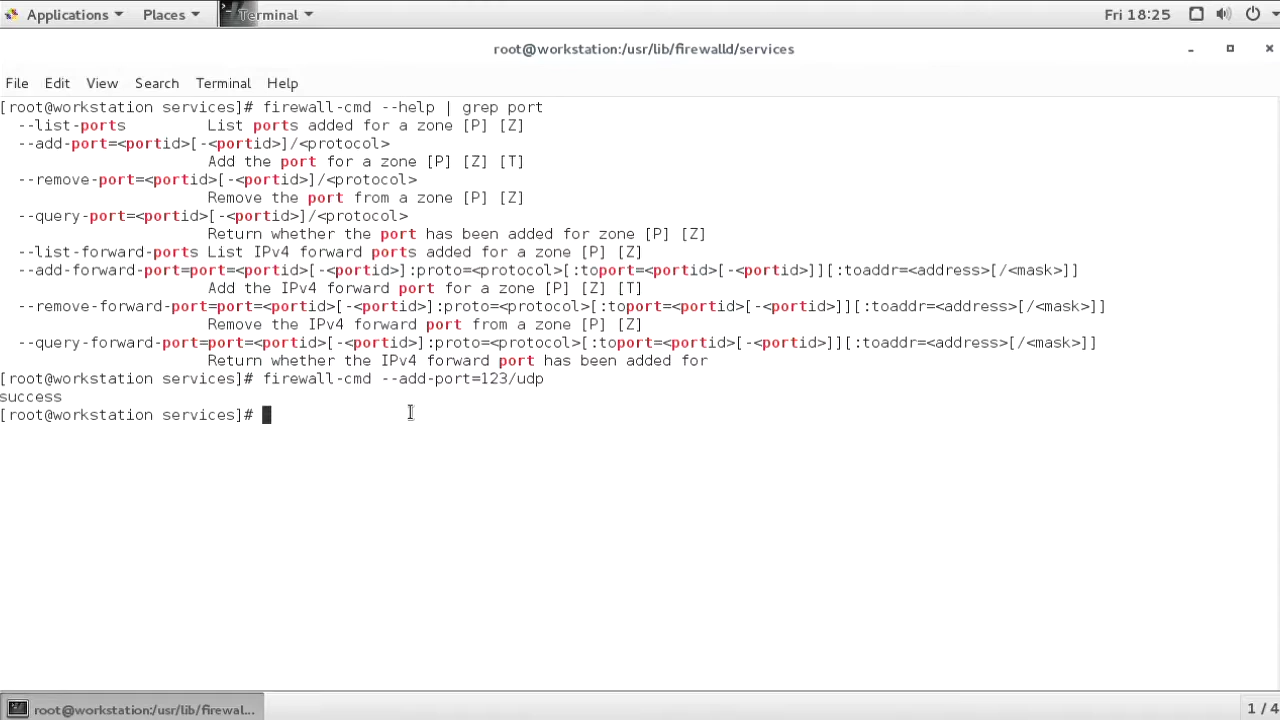 Applications Places Terminal Fri 18:25
root@workstation:/usr/lib/firewalld/services
File Edit View Search Terminal Help
[root@workstation services]# firewall-cmd --help | grep port
--list-ports List ports added for a zone [P] [Z]
--add-port=<portid>[-<portid>]/<protocol>
Add the port for a zone [P] [Z] [T]
--remove-port=<portid>[-<portid>]/<protocol>
Remove the port from a zone [P] [Z]
--query-port=<portid>[-<portid>]/<protocol>
Return whether the port has been added for zone [P] [Z]
--list-forward-ports List IPv4 forward ports added for a zone [P] [Z]
--add-forward-port=port=<portid>[-<portid>]:proto=<protocol>[:toport=<portid>[-<portid>]][:toaddr=<address>[/<mask>]]
Add the IPv4 forward port for a zone [P] [Z] [T]
--remove-forward-port=port=<portid>[-<portid>]:proto=<protocol>[:toport=<portid>[-<portid>]][:toaddr=<address>[/<mask>]]
Remove the IPv4 forward port from a zone [P] [Z]
--query-forward-port=port=<portid>[-<portid>]:proto=<protocol>[:toport=<portid>[-<portid>]][:toaddr=<address>[/<mask>]]
Return whether the IPv4 forward port has been added for
[root@workstation services]# firewall-cmd --add-port=123/udp
success
[root@workstation services]#
root@workstation:/usr/lib/firewal... 1 / 4